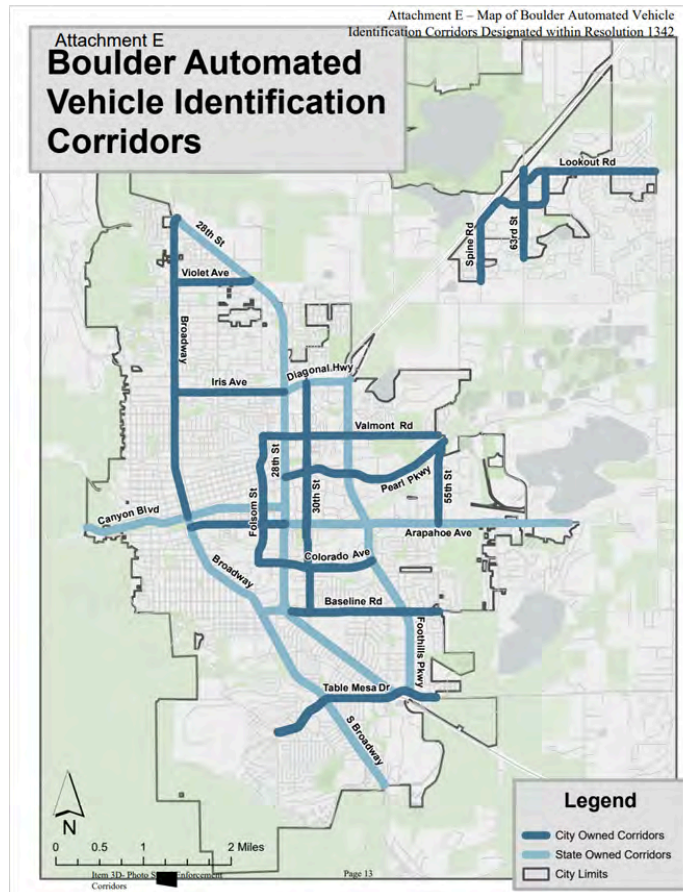 Attachment E – Map of Boulder Automated Vehicle
Identification Corridors Designated within Resolution 1342
Attachment E
Boulder Automated
Vehicle Identification
Corridors
Lookout Rd
Spine Rd
63rd St
28th St
Violet Ave
Broadway
Diagonal Hwy
Iris Ave
Valmont Rd
28th St
Pearl Pkwy
55th St
Folsom St
30th St
Canyon Blvd
Arapahoe Ave
Colorado Ave
Broadway
Baseline Rd
Foothills Pkwy
Table Mesa Dr
S Broadway
Legend
City Owned Corridors
State Owned Corridors
City Limits
N
0 0.5 1 2 Miles
Item 3D- Photo Enforcement
Corridors
Page 13